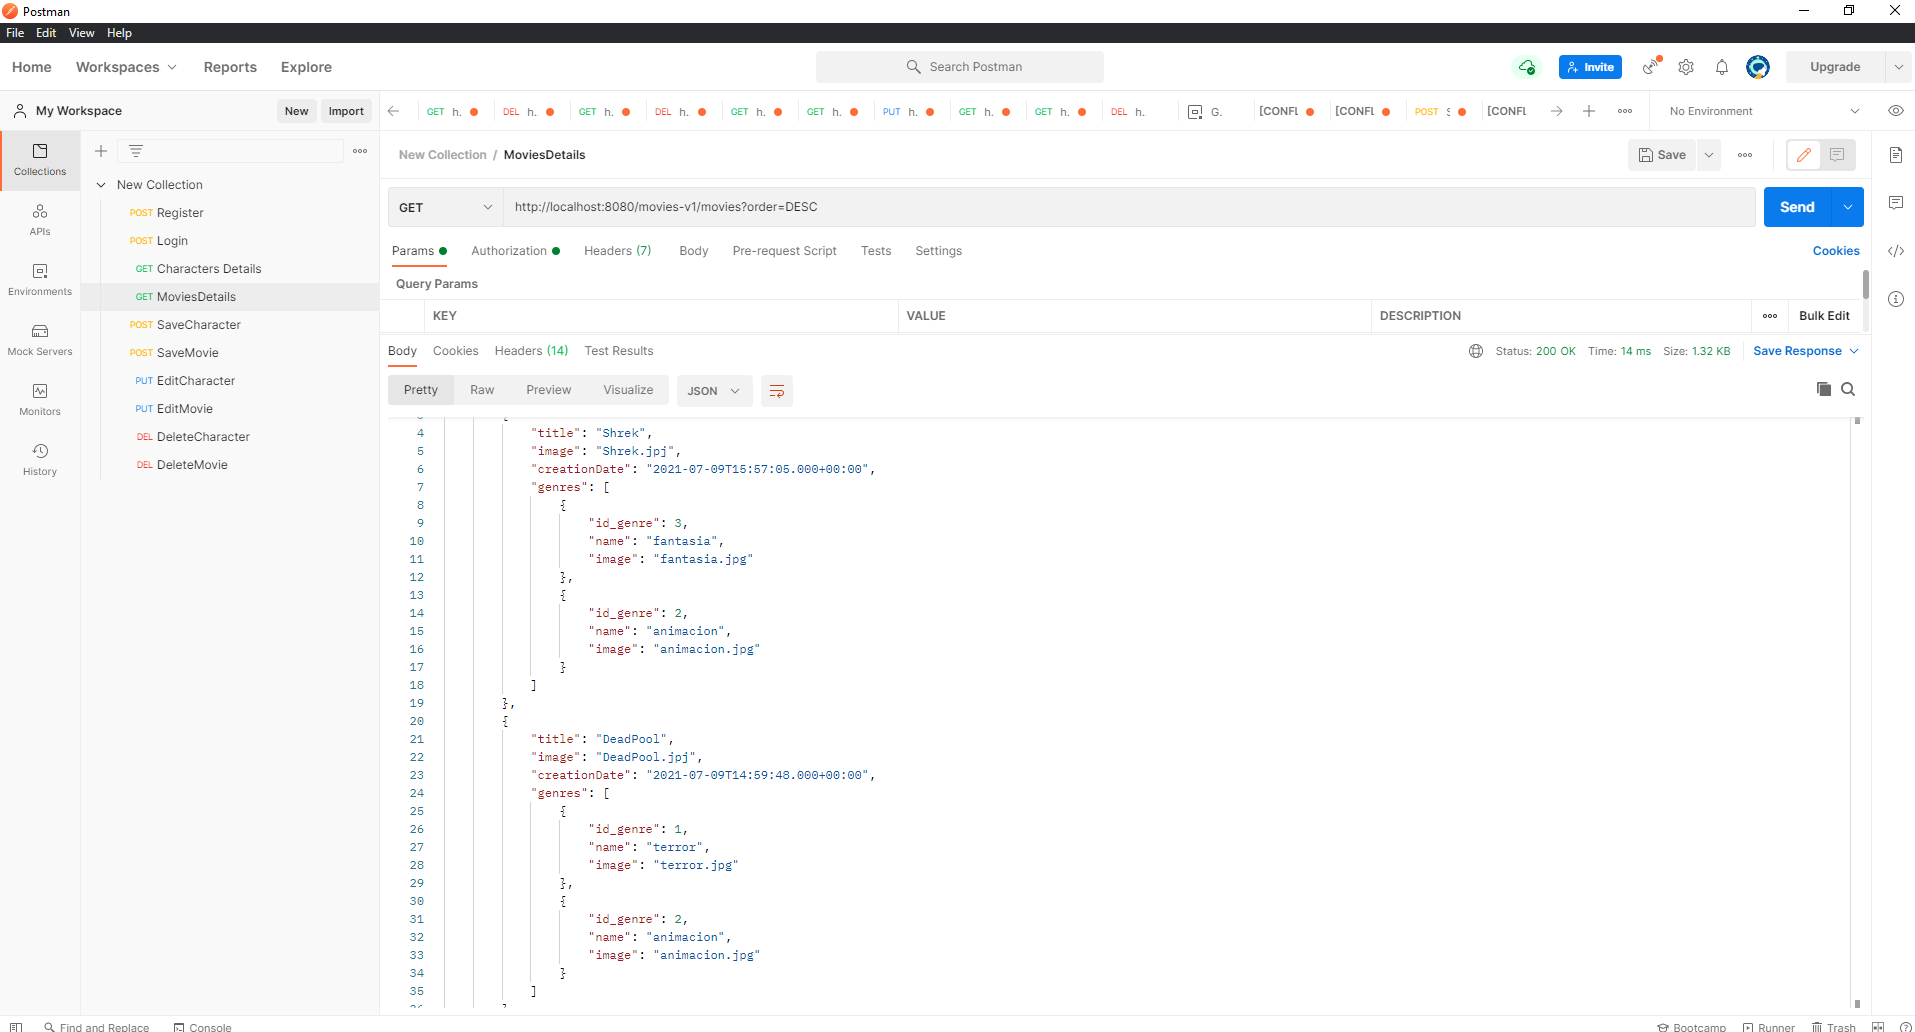 Postman
File Edit View Help
Home Workspaces Reports Explore
Search Postman
Invite
Upgrade
My Workspace
New Import
GET h. DEL h. GET h. DEL h. GET h. GET h. PUT h. GET h. GET h. DEL h. G. [CONFL [CONFL POST [CONFL
No Environment
Collections
APIs
Environments
Mock Servers
Monitors
History
New Collection
POST Register
POST Login
GET Characters Details
GET MoviesDetails
POST SaveCharacter
POST SaveMovie
PUT EditCharacter
PUT EditMovie
DEL DeleteCharacter
DEL DeleteMovie
New Collection / MoviesDetails
Save
GET http://localhost:8080/movies-v1/movies?order=DESC
Send
Params Authorization Headers (7) Body Pre-request Script Tests Settings
Cookies
Query Params
KEY VALUE DESCRIPTION
Bulk Edit
Body Cookies Headers (14) Test Results
Status: 200 OK Time: 14 ms Size: 1.32 KB
Save Response
Pretty Raw Preview Visualize JSON
4 "title": "Shrek",
5 "image": "Shrek.jpj",
6 "creationDate": "2021-07-09T15:57:05.000+00:00",
7 "genres": [
8 {
9 "id_genre": 3,
10 "name": "fantasia",
11 "image": "fantasia.jpg"
12 },
13 {
14 "id_genre": 2,
15 "name": "animacion",
16 "image": "animacion.jpg"
17 }
18 ]
19 },
20 {
21 "title": "DeadPool",
22 "image": "DeadPool.jpj",
23 "creationDate": "2021-07-09T14:59:48.000+00:00",
24 "genres": [
25 {
26 "id_genre": 1,
27 "name": "terror",
28 "image": "terror.jpg"
29 },
30 {
31 "id_genre": 2,
32 "name": "animacion",
33 "image": "animacion.jpg"
34 }
35 ]
Find and Replace Console
Bootcamp Runner Trash